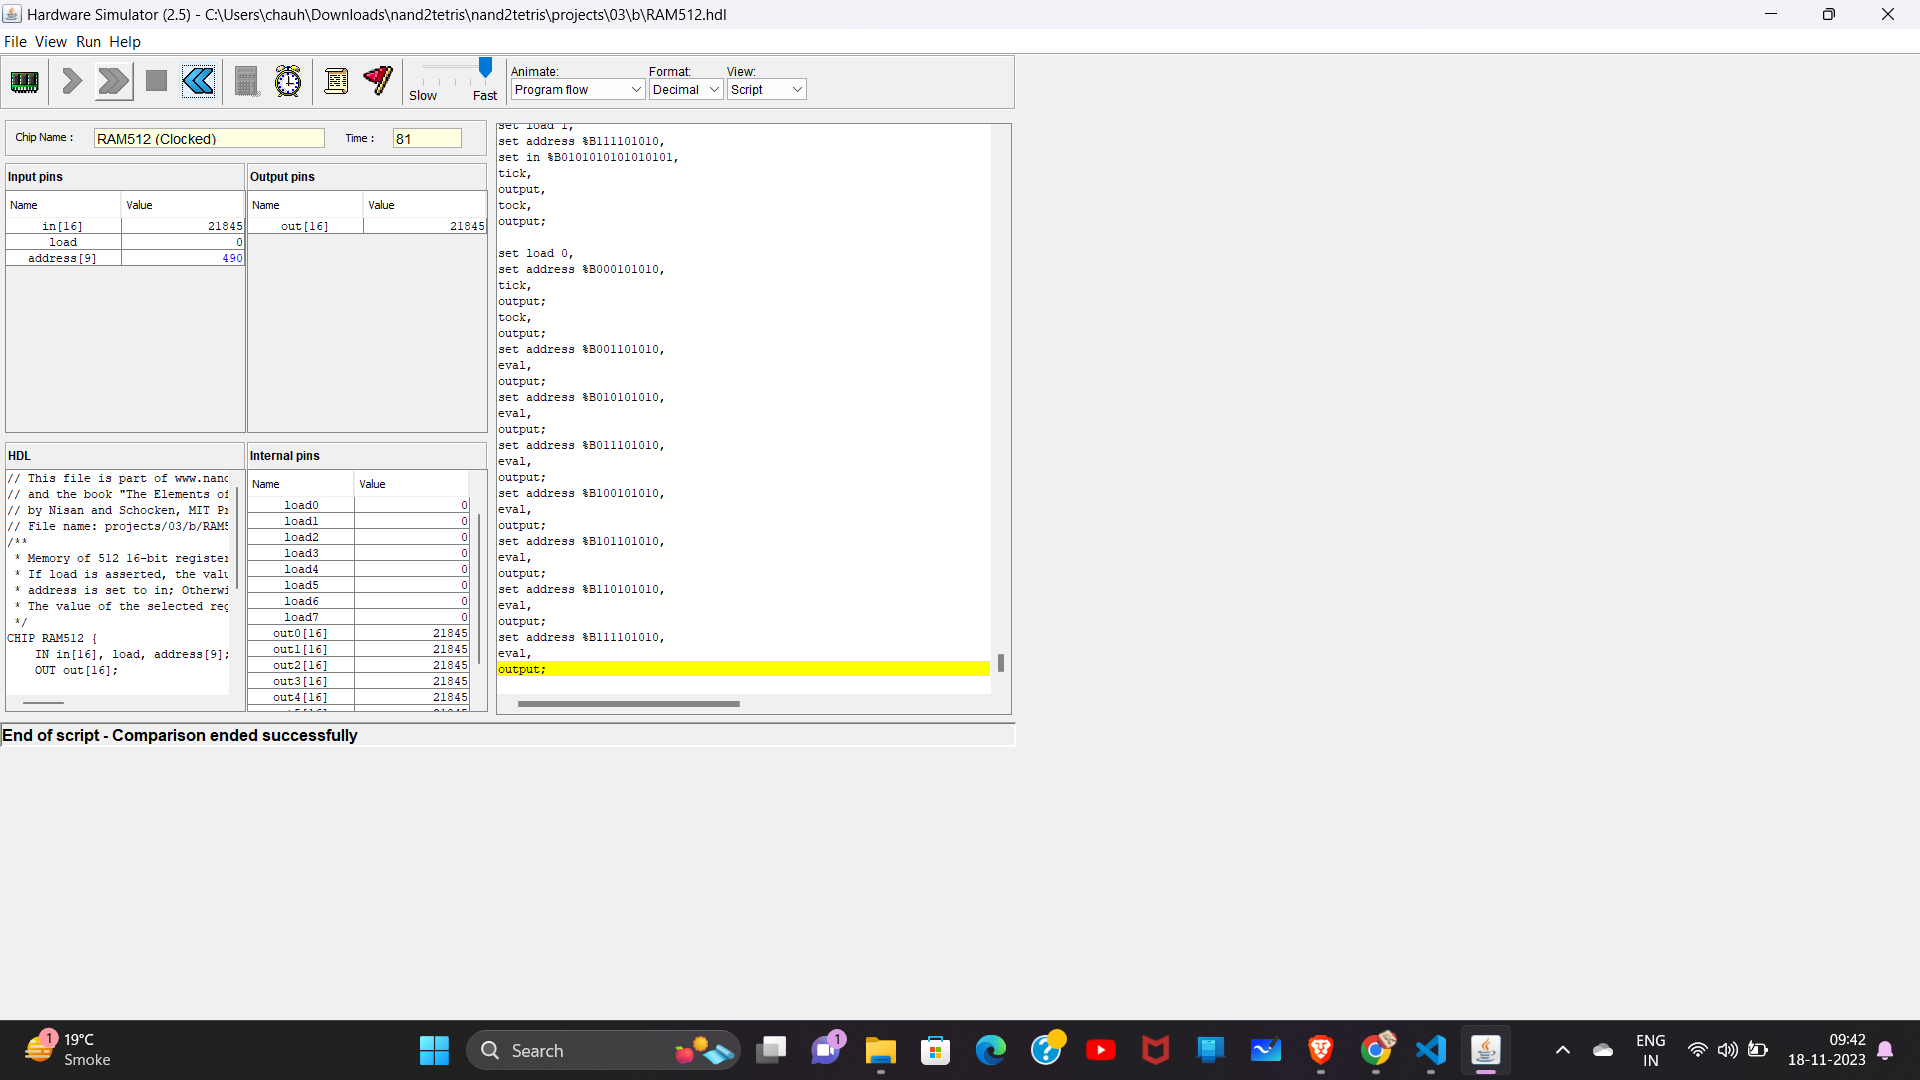 Hardware Simulator (2.5) - C:\Users\chauh\Downloads\nand2tetris\nand2tetris\projects\03\b\RAM512.hdl
File View Run Help
Slow Fast
Animate:
Program flow
Format:
Decimal
View:
Script
Chip Name :
RAM512 (Clocked)
Time :
81
Input pins
Name Value
in[16] 21845
load 0
address[9] 490
Output pins
Name Value
out[16] 21845
HDL
// This file is part of www.nand
// and the book "The Elements of
// by Nisan and Schocken, MIT Pr
// File name: projects/03/b/RAM5
/**
* Memory of 512 16-bit register
* If load is asserted, the valu
* address is set to in; Otherwi
* The value of the selected reg
*/
CHIP RAM512 {
IN in[16], load, address[9];
OUT out[16];
Internal pins
Name Value
load0 0
load1 0
load2 0
load3 0
load4 0
load5 0
load6 0
load7 0
out0[16] 21845
out1[16] 21845
out2[16] 21845
out3[16] 21845
out4[16] 21845
set load 1,
set address %B111101010,
set in %B0101010101010101,
tick,
output,
tock,
output;
set load 0,
set address %B000101010,
tick,
output;
tock,
output;
set address %B001101010,
eval,
output;
set address %B010101010,
eval,
output;
set address %B011101010,
eval,
output;
set address %B100101010,
eval,
output;
set address %B101101010,
eval,
output;
set address %B110101010,
eval,
output;
set address %B111101010,
eval,
output;
End of script - Comparison ended successfully
1
19°C
Smoke
Search
1
ENG
IN
09:42
18-11-2023